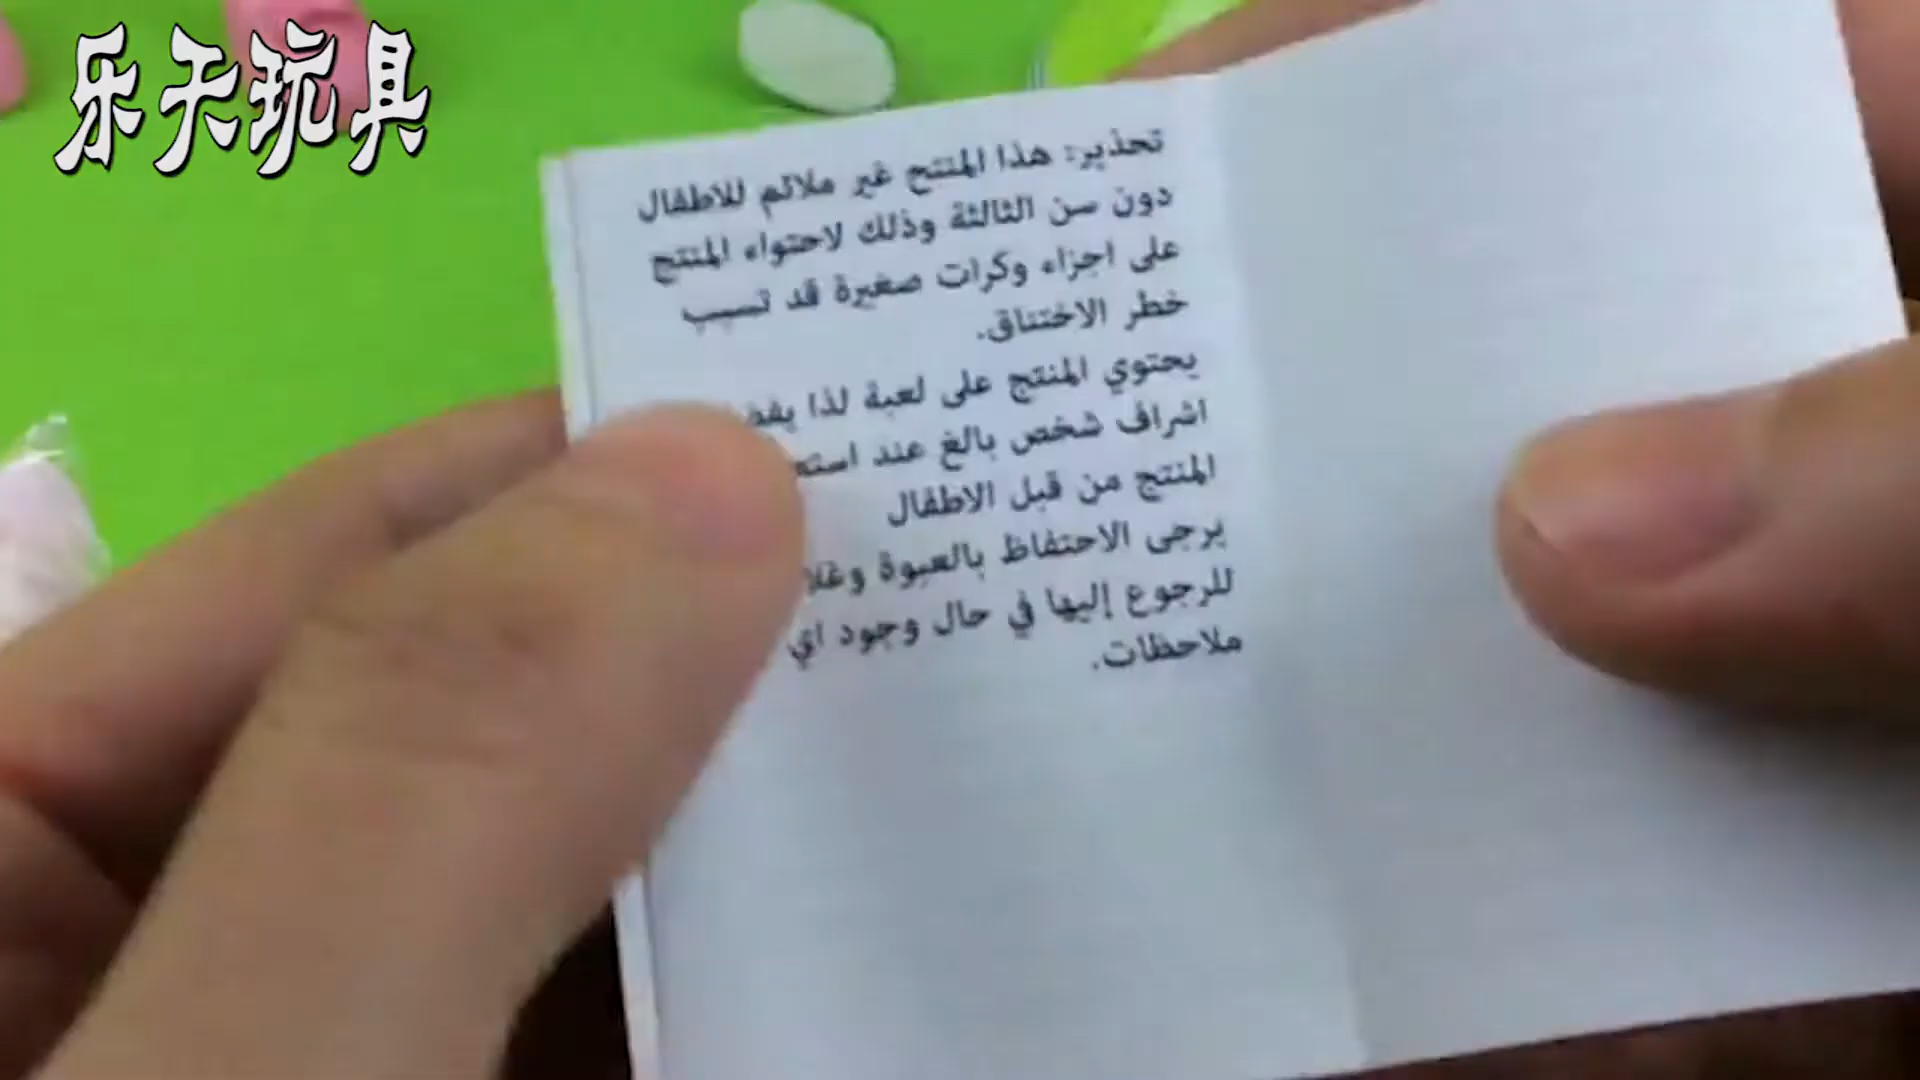 乐天玩具
تحذير: هذا المنتج غير ملائم للاطفال
دون سن الثالثة وذلك لاحتواء المنتج
على اجزاء وكرات صغيرة قد تسبب
خطر الاختناق.
يحتوي المنتج على لعبة لذا
اشراف شخص بالغ عند
المنتج من قبل الاطفال
يرجى الاحتفاظ بالعبوة
للرجوع إليها في حال وجود اي
ملاحظات.